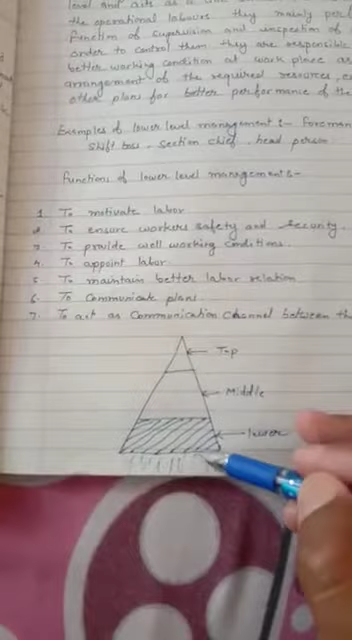 level and acts as a
the operational labours they mainly per
function of supervision and inspection of
order to control them they are responsible
better working condition at work place as
arrangement of the required resources,
other plans for better performance of the
Examples of lower level management :- Foreman
shift boss, section chief, head person
Functions of lower level management :-
1. To motivate labor
2. To ensure workers safety and security.
3. To provide well working conditions.
4. To appoint labor
5. To maintain better labor relation
6. To communicate plans
7. To act as communication channel between the
Top
Middle
lower